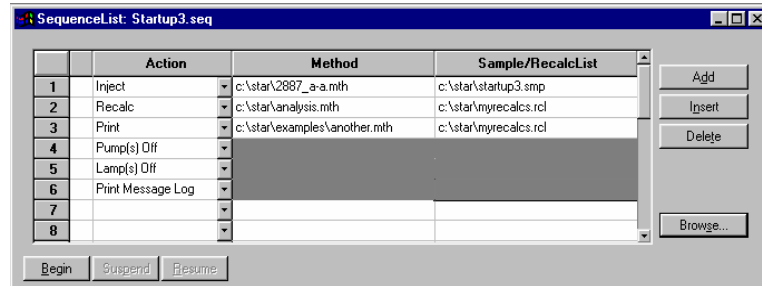 SequenceList: Startup3.seq
Action Method Sample/RecalcList
1 Inject c:\star\2887_a-a.mth c:\star\startup3.smp
2 Recalc c:\star\analysis.mth c:\star\myrecalcs.rcl
3 Print c:\star\examples\another.mth c:\star\myrecalcs.rcl
4 Pump(s) Off
5 Lamp(s) Off
6 Print Message Log
7
8
Add
Insert
Delete
Browse...
Begin Suspend Resume